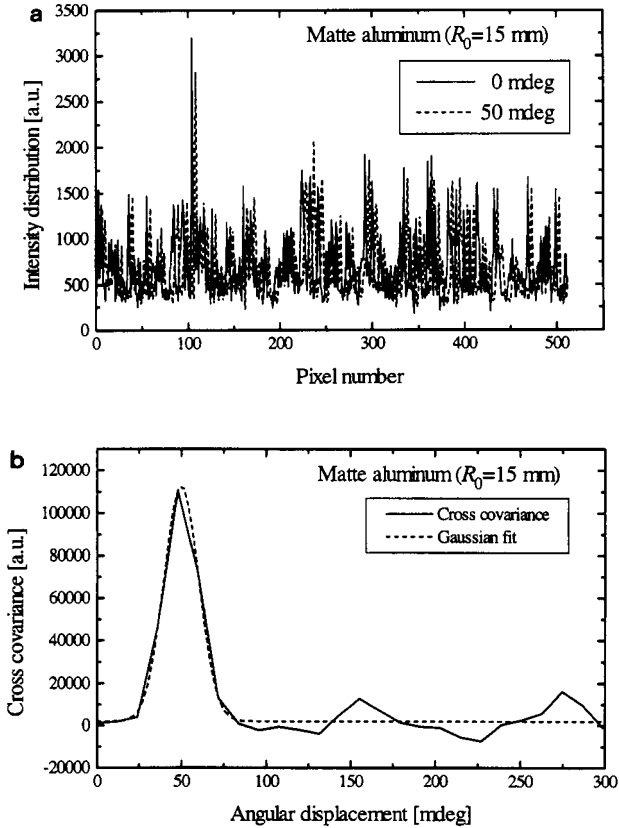 a
3500
3000
2500
2000
1500
1000
500
0
Intensity distribution [a.u.]
Matte aluminum (R0=15 mm)
0 mdeg
50 mdeg
0 100 200 300 400 500
Pixel number
b
120000
100000
80000
60000
40000
20000
0
-20000
Cross covariance [a.u.]
Matte aluminum (R0=15 mm)
Cross covariance
Gaussian fit
0 50 100 150 200 250 300
Angular displacement [mdeg]